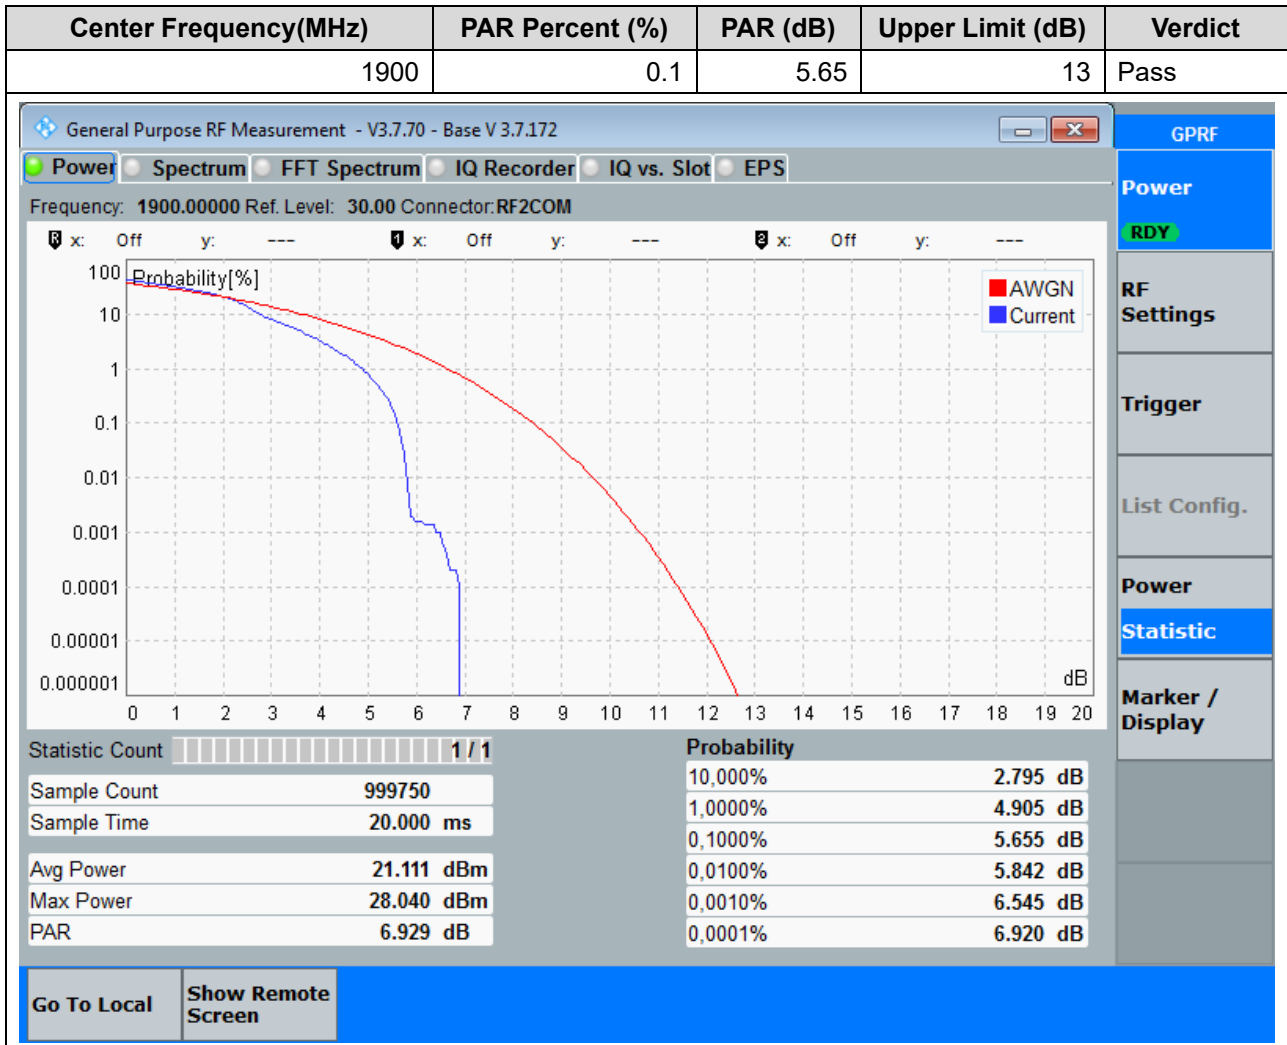 Center Frequency(MHz) PAR Percent (%) PAR (dB) Upper Limit (dB) Verdict
1900 0.1 5.65 13 Pass
General Purpose RF Measurement - V3.7.70 - Base V 3.7.172
GPRF
Power Spectrum FFT Spectrum IQ Recorder IQ vs. Slot EPS
Frequency: 1900.00000 Ref. Level: 30.00 Connector:RF2COM
R x: Off y: --- 1 x: Off y: --- 2 x: Off y: ---
Probability[%]
100
10
1
0.1
0.01
0.001
0.0001
0.00001
0.000001
AWGN
Current
dB
0 1 2 3 4 5 6 7 8 9 10 11 12 13 14 15 16 17 18 19 20
Statistic Count 1 / 1
Sample Count 999750
Sample Time 20.000 ms
Avg Power 21.111 dBm
Max Power 28.040 dBm
PAR 6.929 dB
Probability
10,000% 2.795 dB
1,0000% 4.905 dB
0,1000% 5.655 dB
0,0100% 5.842 dB
0,0010% 6.545 dB
0,0001% 6.920 dB
Power
RDY
RF
Settings
Trigger
List Config.
Power
Statistic
Marker /
Display
Go To Local
Show Remote
Screen